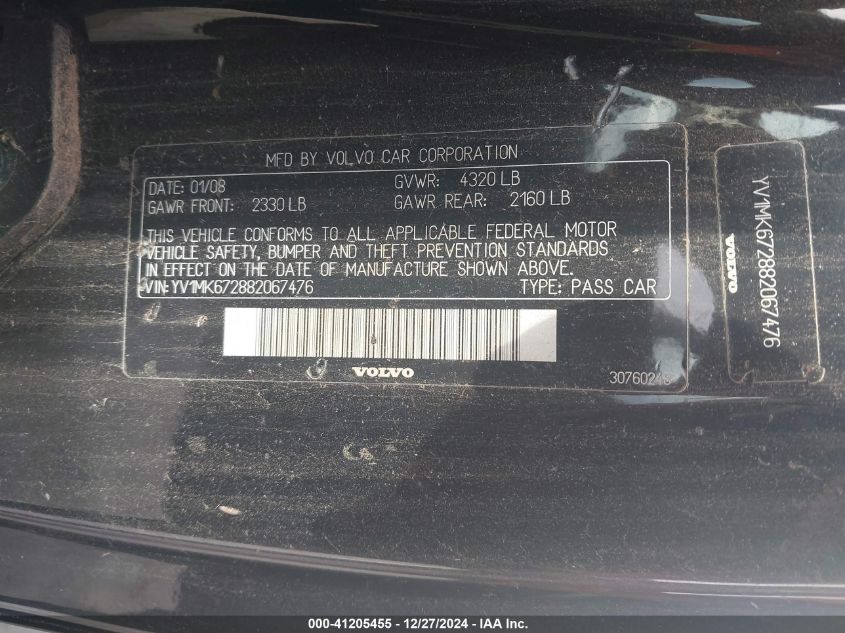 MFD BY VOLVO CAR CORPORATION
DATE: 01/08 GVWR: 4320 LB
GAWR FRONT: 2330 LB GAWR REAR: 2160 LB
THIS VEHICLE CONFORMS TO ALL APPLICABLE FEDERAL MOTOR
VEHICLE SAFETY, BUMPER AND THEFT PREVENTION STANDARDS
IN EFFECT ON THE DATE OF MANUFACTURE SHOWN ABOVE.
VIN: YV1MK672882067476 TYPE: PASS CAR
VOLVO
YV1MK672882067476
VOLVO
000-41205455 - 12/27/2024 - IAA Inc.